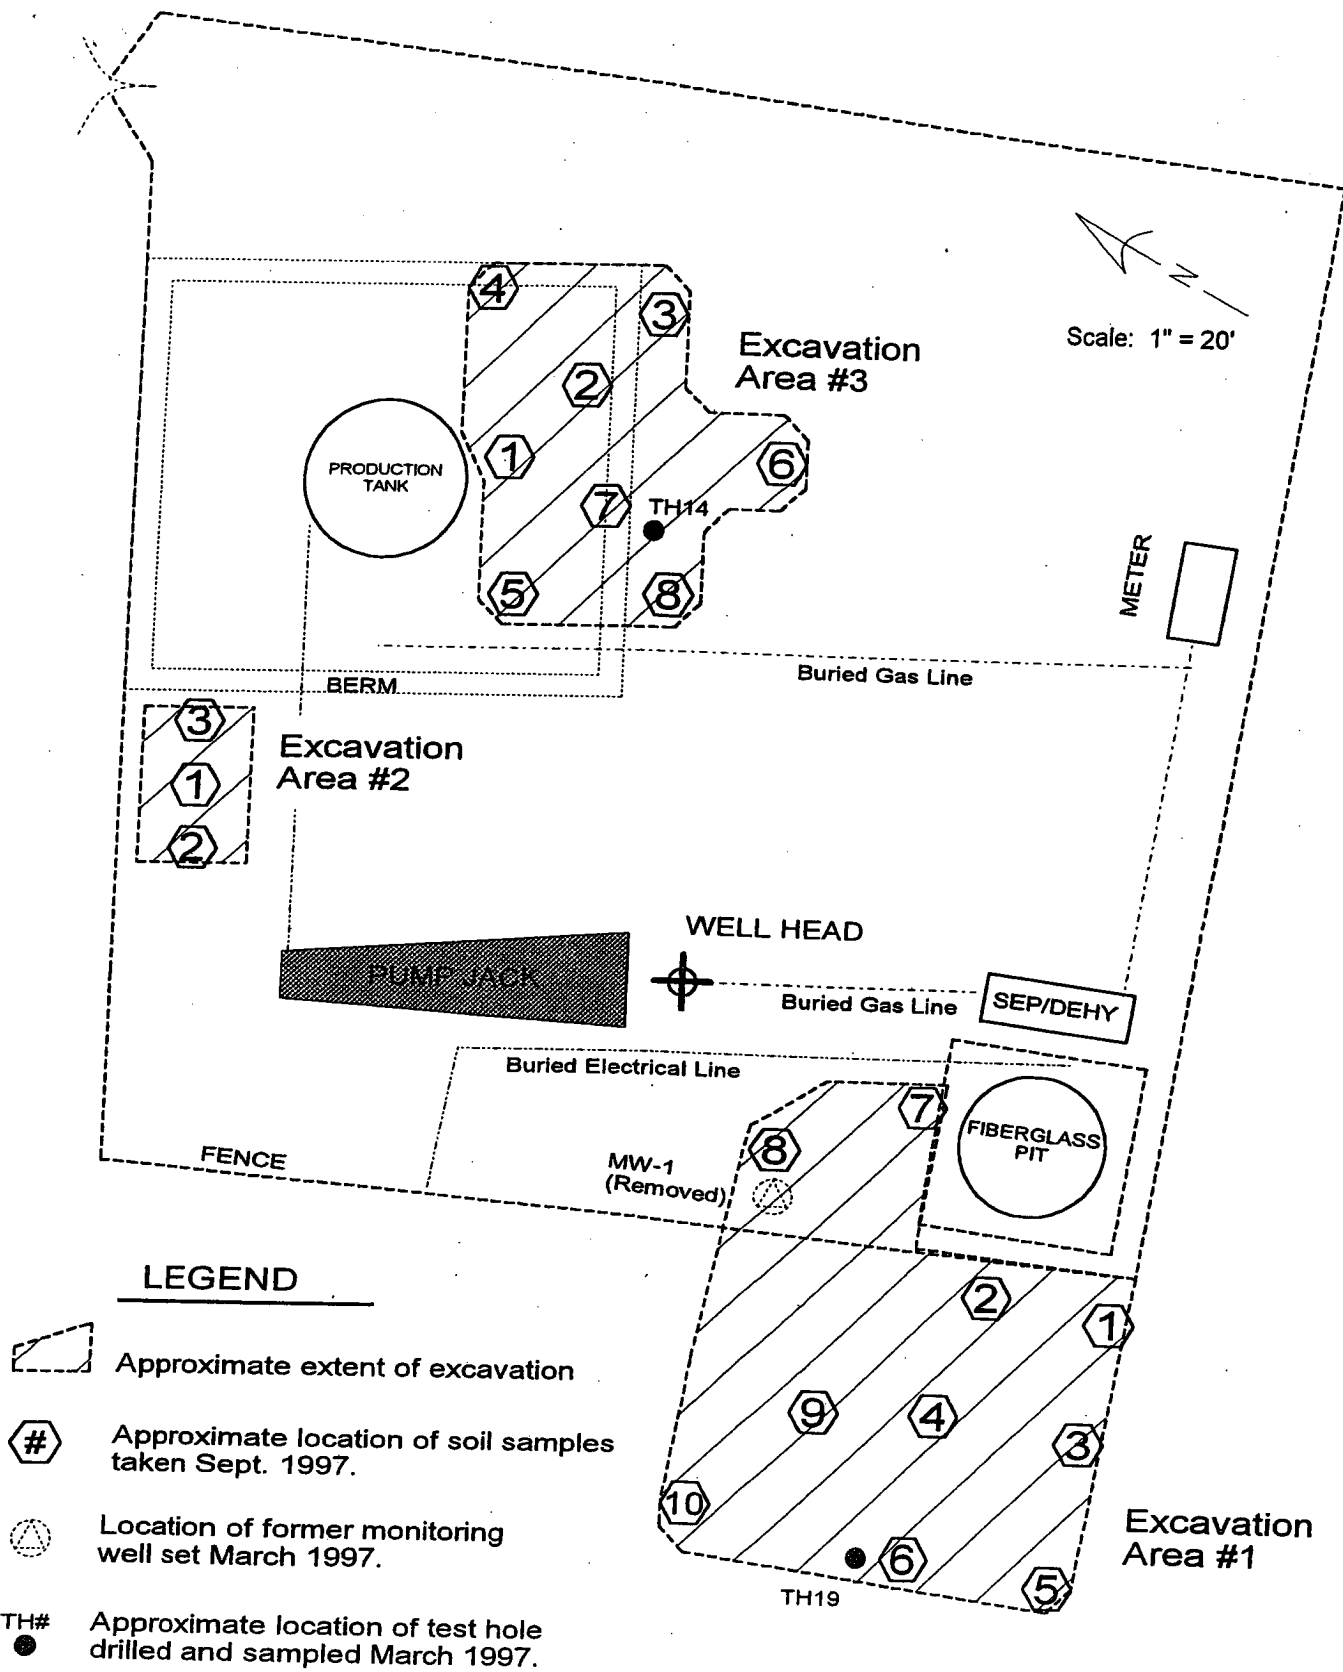 N
Scale: 1" = 20'
4
3
Excavation
Area #3
2
1
6
PRODUCTION
TANK
7
TH14
5
8
METER
Buried Gas Line
BERM
3
Excavation
Area #2
1
2
WELL HEAD
PUMP JACK
Buried Gas Line
SEP/DEHY
Buried Electrical Line
7
FIBERGLASS
PIT
8
FENCE
MW-1
(Removed)
2
1
9
4
3
10
6
5
TH19
Excavation
Area #1
LEGEND
Approximate extent of excavation
#
Approximate location of soil samples
taken Sept. 1997.
Location of former monitoring
well set March 1997.
TH#
Approximate location of test hole
drilled and sampled March 1997.